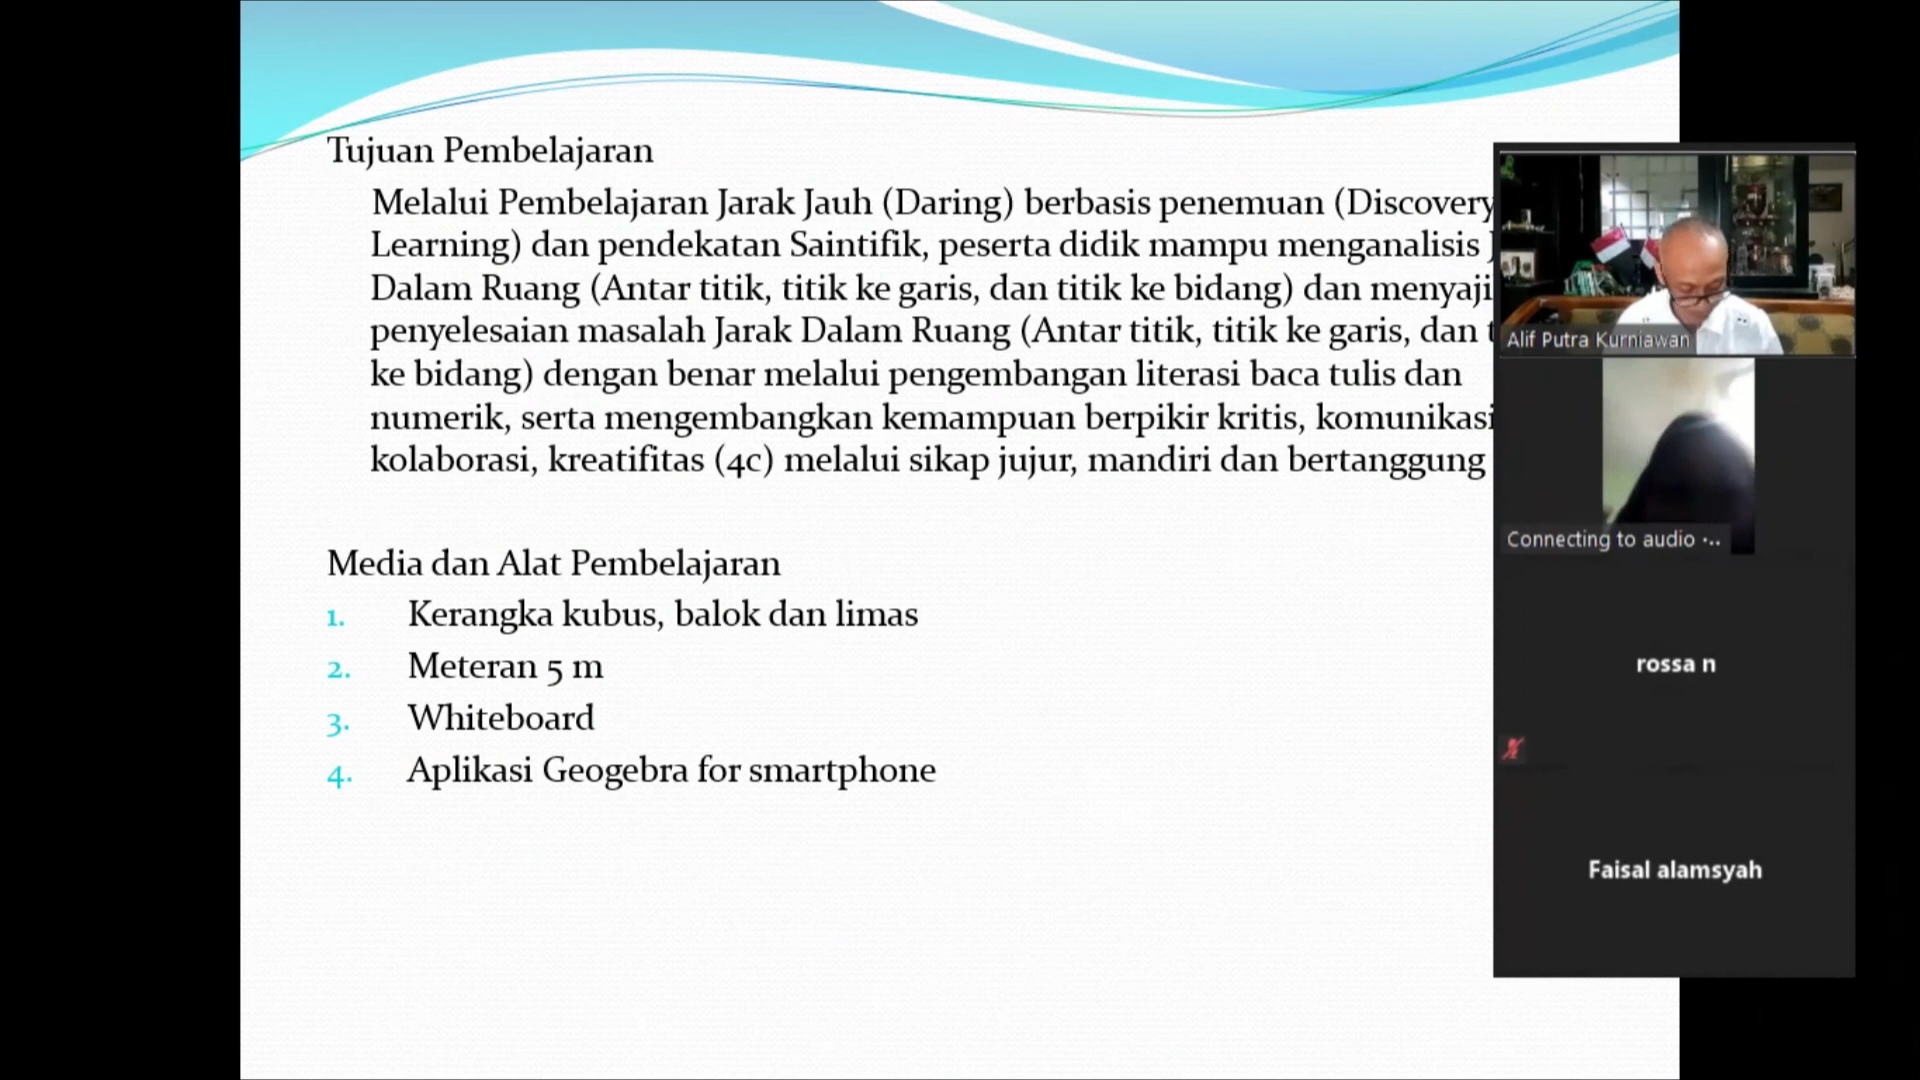 Tujuan Pembelajaran
Melalui Pembelajaran Jarak Jauh (Daring) berbasis penemuan (Discovery
Learning) dan pendekatan Saintifik, peserta didik mampu menganalisis
Dalam Ruang (Antar titik, titik ke garis, dan titik ke bidang) dan menyaji
penyelesaian masalah Jarak Dalam Ruang (Antar titik, titik ke garis, dan
ke bidang) dengan benar melalui pengembangan literasi baca tulis dan
numerik, serta mengembangkan kemampuan berpikir kritis, komunikasi
kolaborasi, kreatifitas (4c) melalui sikap jujur, mandiri dan bertanggung
Media dan Alat Pembelajaran
1. Kerangka kubus, balok dan limas
2. Meteran 5 m
3. Whiteboard
4. Aplikasi Geogebra for smartphone
Alif Putra Kurniawan
Connecting to audio ...
rossa n
Faisal alamsyah